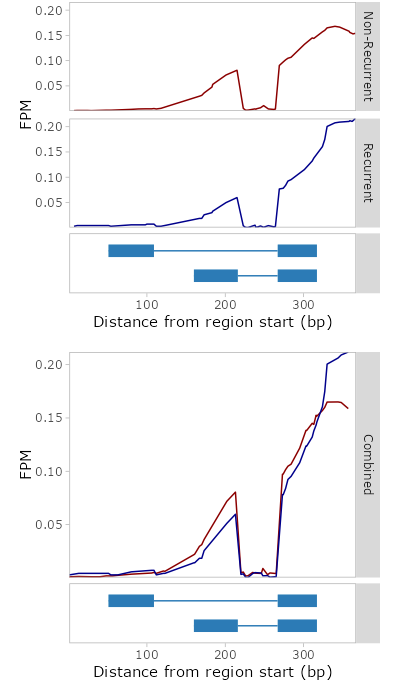 0.20
0.15
0.10
0.05
Non-Recurrent
FPM
0.20
0.15
0.10
0.05
Recurrent
100 200 300
Distance from region start (bp)
0.20
0.15
0.10
0.05
FPM
Combined
100 200 300
Distance from region start (bp)